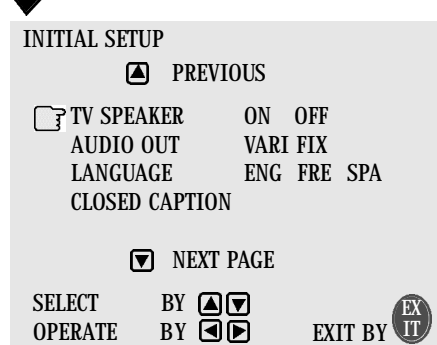 INITIAL SETUP
PREVIOUS
TV SPEAKER ON OFF
AUDIO OUT VARI FIX
LANGUAGE ENG FRE SPA
CLOSED CAPTION
NEXT PAGE
SELECT BY
OPERATE BY EXIT BY EXIT